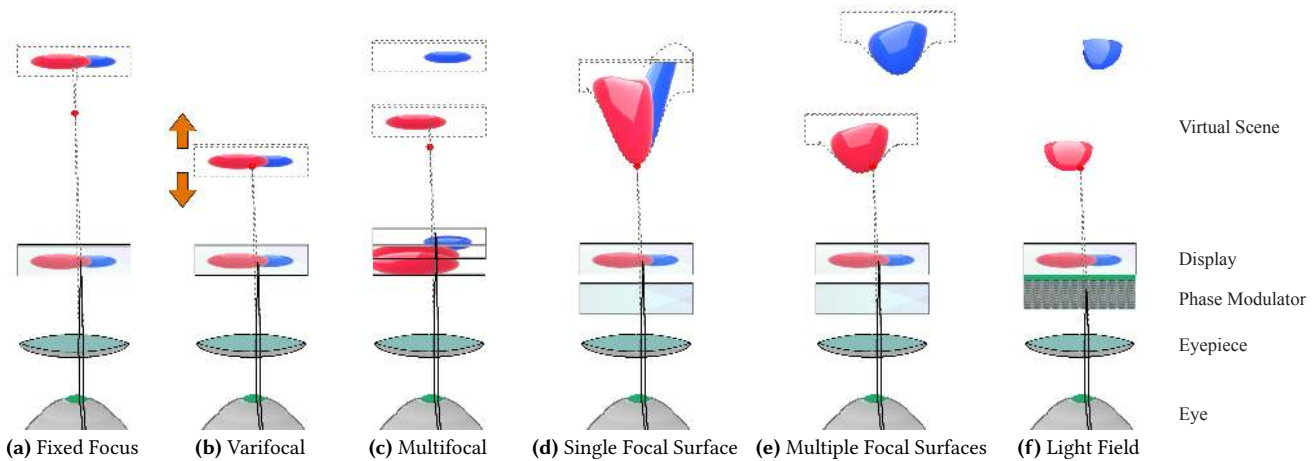 Virtual Scene
Display
Phase Modulator
Eyepiece
Eye
(a) Fixed Focus
(b) Varifocal
(c) Multifocal
(d) Single Focal Surface
(e) Multiple Focal Surfaces
(f) Light Field